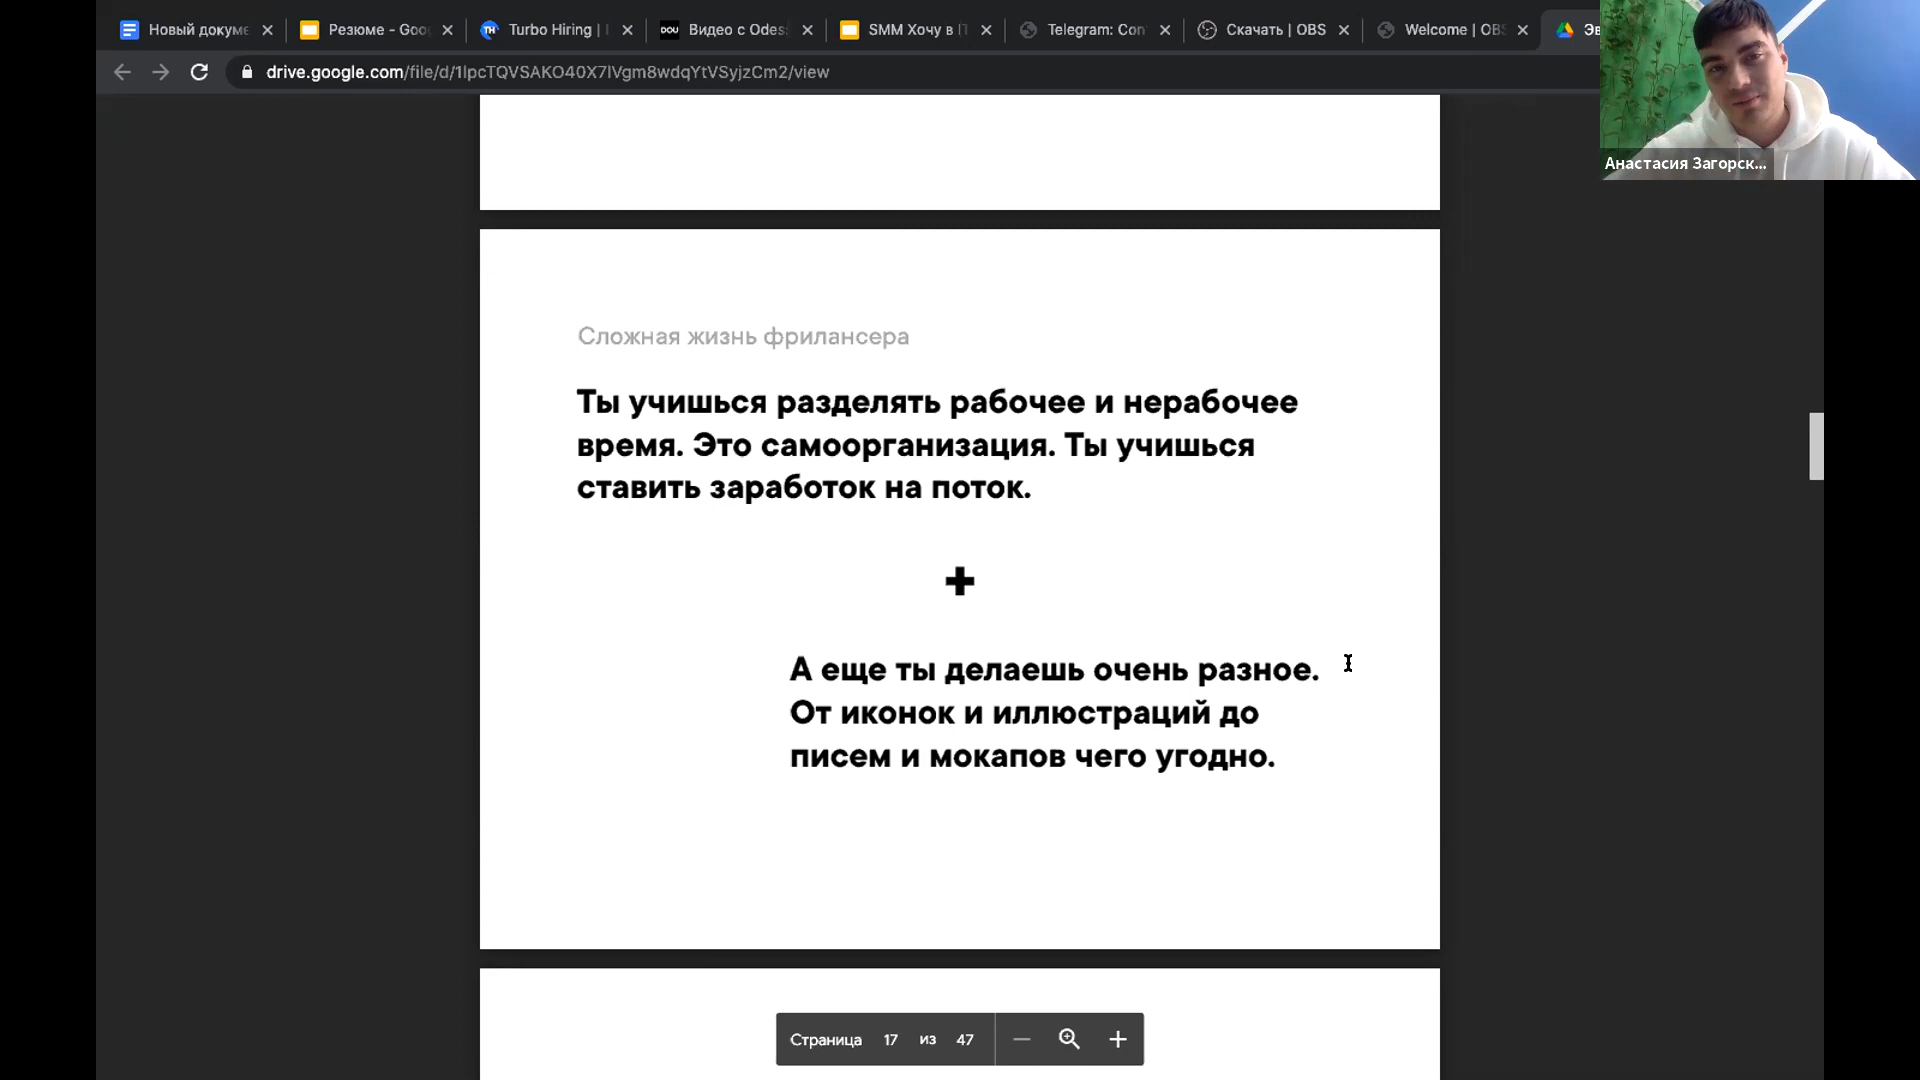 Новый докуме
Резюме - Goo
Turbo Hiring |
DOU
Видео с Odes
SMM Хочу в I
Telegram: Con
Скачать | OBS
Welcome | OBS
Эв
drive.google.com/file/d/1lpcTQVSAKO40X7lVgm8wdqYtVSyjzCm2/view
Анастасия Загорск...
Сложная жизнь фрилансера
Ты учишься разделять рабочее и нерабочее
время. Это самоорганизация. Ты учишься
ставить заработок на поток.
+
А еще ты делаешь очень разное.
От иконок и иллюстраций до
писем и мокапов чего угодно.
Страница 17 из 47